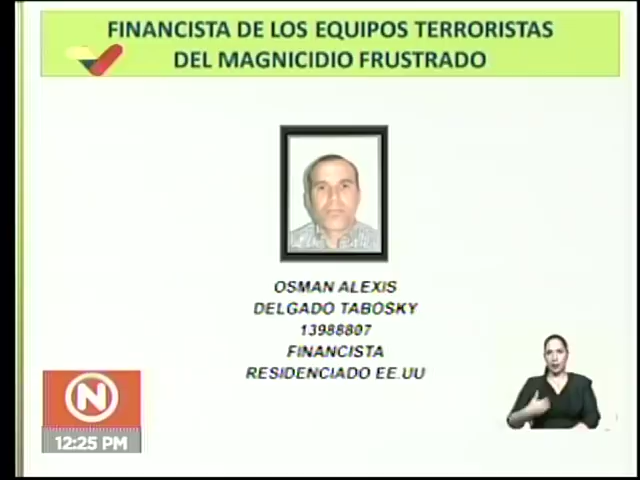 FINANCISTA DE LOS EQUIPOS TERRORISTAS
DEL MAGNICIDIO FRUSTRADO
OSMAN ALEXIS
DELGADO TABOSKY
13988807
FINANCISTA
RESIDENCIADO EE.UU
N
12:25 PM